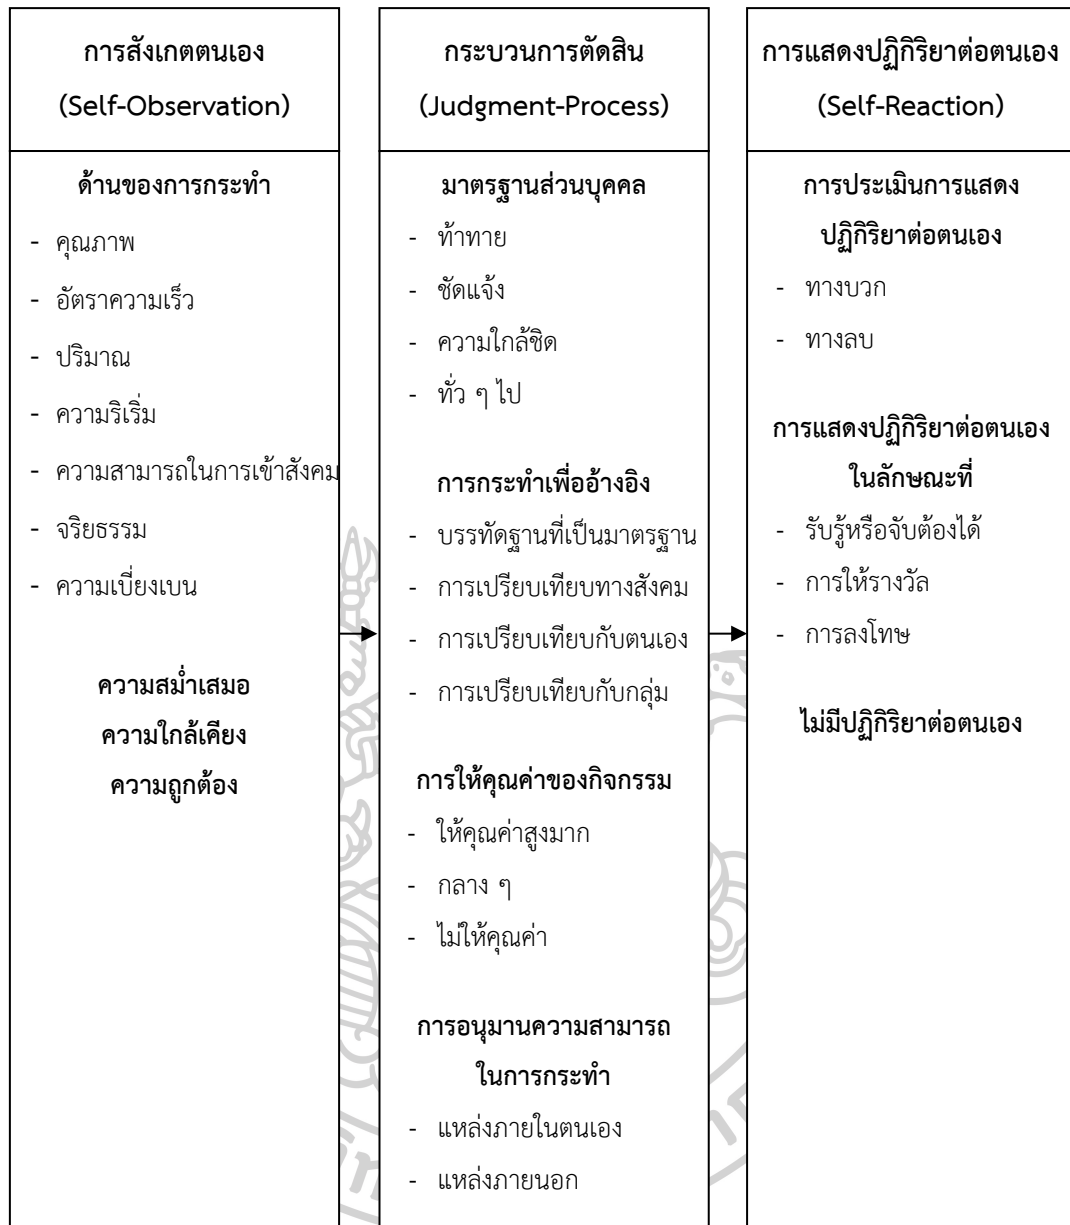 การสังเกตตนเอง
(Self-Observation)
ด้านของการกระทำ
- คุณภาพ
- อัตราความเร็ว
- ปริมาณ
- ความริเริ่ม
- ความสามารถในการเข้าสังคม
- จริยธรรม
- ความเบี่ยงเบน
ความสม่ำเสมอ
ความใกล้เคียง
ความถูกต้อง
กระบวนการตัดสิน
(Judgment-Process)
มาตรฐานส่วนบุคคล
- ท้าทาย
- ชัดแจ้ง
- ความใกล้ชิด
- ทั่ว ๆ ไป
การกระทำเพื่ออ้างอิง
- บรรทัดฐานที่เป็นมาตรฐาน
- การเปรียบเทียบทางสังคม
- การเปรียบเทียบกับตนเอง
- การเปรียบเทียบกับกลุ่ม
การให้คุณค่าของกิจกรรม
- ให้คุณค่าสูงมาก
- กลาง ๆ
- ไม่ให้คุณค่า
การอนุมานความสามารถ
ในการกระทำ
- แหล่งภายในตนเอง
- แหล่งภายนอก
การแสดงปฏิกิริยาต่อตนเอง
(Self-Reaction)
การประเมินการแสดง
ปฏิกิริยาต่อตนเอง
- ทางบวก
- ทางลบ
การแสดงปฏิกิริยาต่อตนเอง
ในลักษณะที่
- รับรู้หรือจับต้องได้
- การให้รางวัล
- การลงโทษ
ไม่มีปฏิกิริยาต่อตนเอง